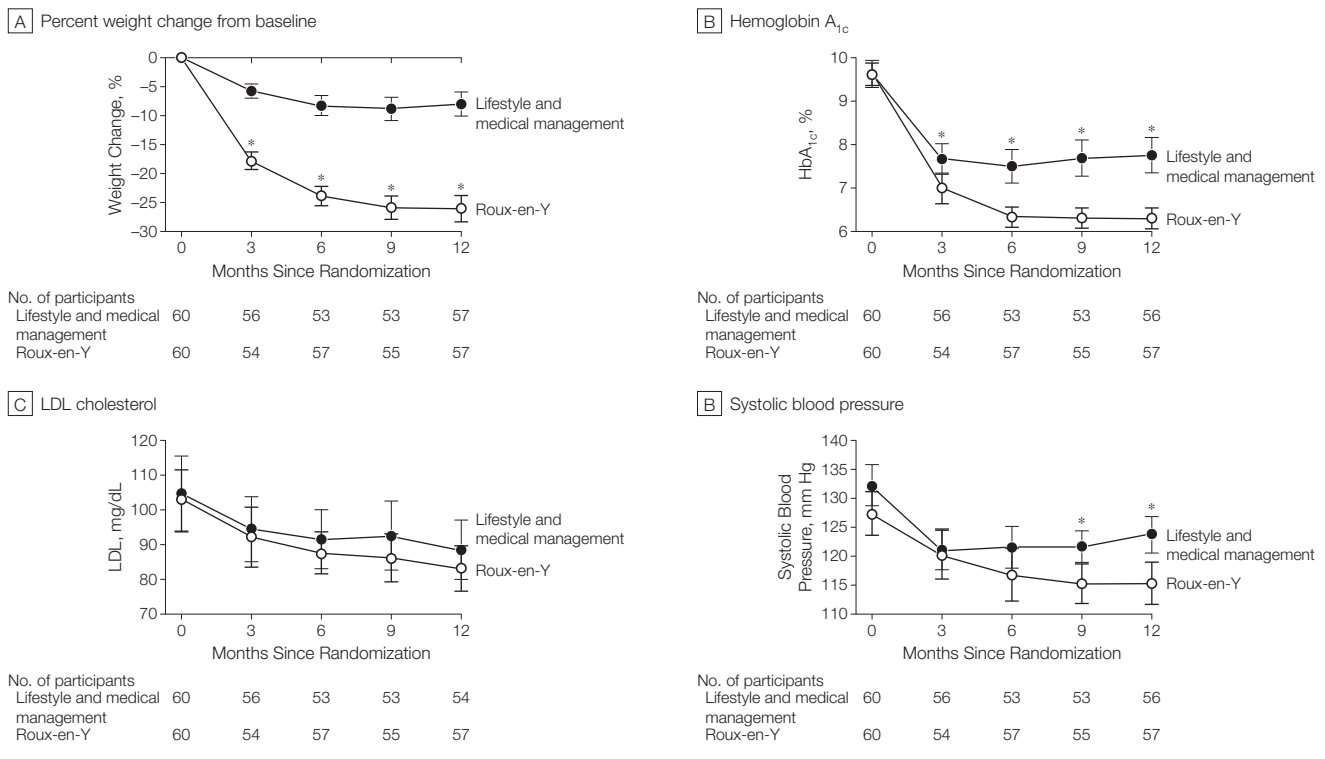 A Percent weight change from baseline
Weight Change, %
0
–5
–10
–15
–20
–25
–30
*
*
*
*
Lifestyle and
medical management
Roux-en-Y
0 3 6 9 12
Months Since Randomization
No. of participants
Lifestyle and medical 60 56 53 53 57
management
Roux-en-Y 60 54 57 55 57
B Hemoglobin A1c
HbA1c, %
10
9
8
7
6
*
*
*
*
Lifestyle and
medical management
Roux-en-Y
0 3 6 9 12
Months Since Randomization
No. of participants
Lifestyle and medical 60 56 53 53 56
management
Roux-en-Y 60 54 57 55 57
C LDL cholesterol
LDL, mg/dL
120
110
100
90
80
70
Lifestyle and
medical management
Roux-en-Y
0 3 6 9 12
Months Since Randomization
No. of participants
Lifestyle and medical 60 56 53 53 54
management
Roux-en-Y 60 54 57 55 57
B Systolic blood pressure
Systolic Blood
Pressure, mm Hg
140
135
130
125
120
115
110
*
*
Lifestyle and
medical management
Roux-en-Y
0 3 6 9 12
Months Since Randomization
No. of participants
Lifestyle and medical 60 56 53 53 56
management
Roux-en-Y 60 54 57 55 57